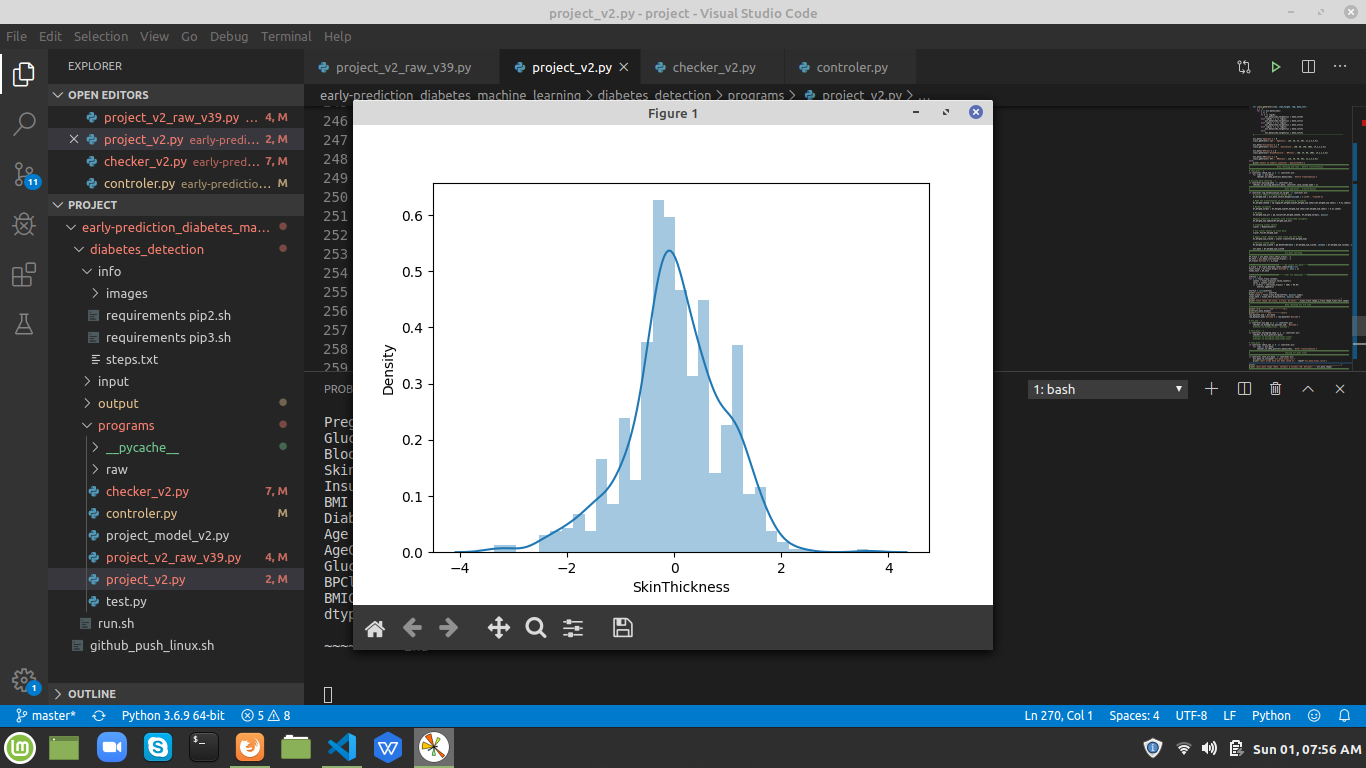 project_v2.py - project - Visual Studio Code
File Edit Selection View Go Debug Terminal Help
EXPLORER
OPEN EDITORS
project_v2_raw_v39.py ... 4, M
project_v2.py early-predi... 2, M
checker_v2.py early-pred... 7, M
controler.py early-predictio... M
PROJECT
early-prediction_diabetes_ma...
diabetes_detection
info
images
requirements pip2.sh
requirements pip3.sh
steps.txt
input
output
programs
__pycache__
raw
checker_v2.py 7, M
controler.py M
project_model_v2.py
project_v2_raw_v39.py 4, M
project_v2.py 2, M
test.py
run.sh
github_push_linux.sh
OUTLINE
11
1
project_v2_raw_v39.py project_v2.py checker_v2.py controler.py
early-prediction_diabetes_machine_learning > diabetes_detection > programs > project_v2.py > ...
246
247
248
249
250
251
252
253
254
255
256
257
258
259
Figure 1
0.6
0.5
0.4
0.3
0.2
0.1
0.0
Density
−4 −2 0 2 4
SkinThickness
PROB
1: bash
Preg
Gluc
Bloo
Skin
Insu
BMI
Diab
Age
AgeC
Gluc
BPCl
BMIC
dtyp
~~~~
master* Python 3.6.9 64-bit 5 8 Ln 270, Col 1 Spaces: 4 UTF-8 LF Python
Sun 01, 07:56 AM